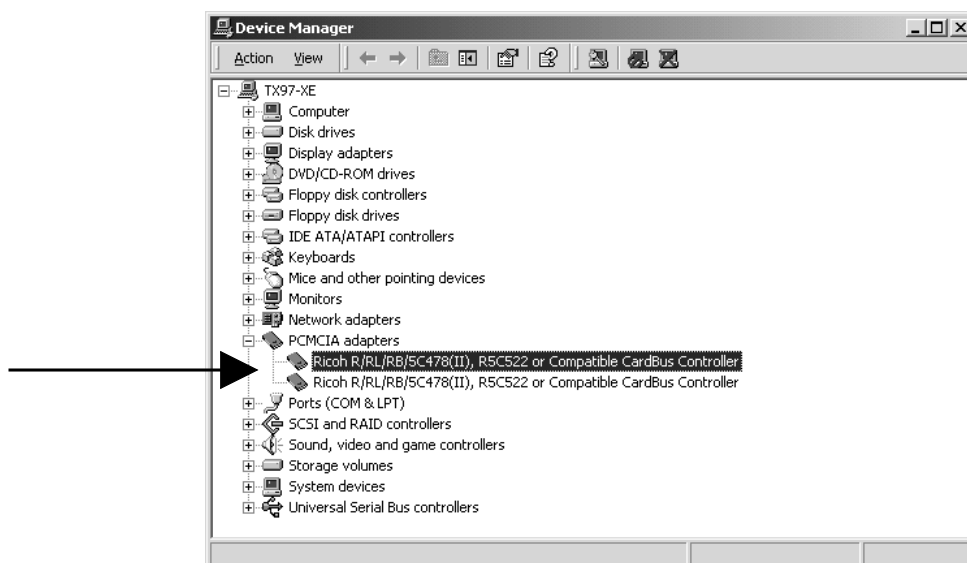 Device Manager
Action View
TX97-XE
Computer
Disk drives
Display adapters
DVD/CD-ROM drives
Floppy disk controllers
Floppy disk drives
IDE ATA/ATAPI controllers
Keyboards
Mice and other pointing devices
Monitors
Network adapters
PCMCIA adapters
Ricoh R/RL/RB/5C478(II), R5C522 or Compatible CardBus Controller
Ricoh R/RL/RB/5C478(II), R5C522 or Compatible CardBus Controller
Ports (COM & LPT)
SCSI and RAID controllers
Sound, video and game controllers
Storage volumes
System devices
Universal Serial Bus controllers